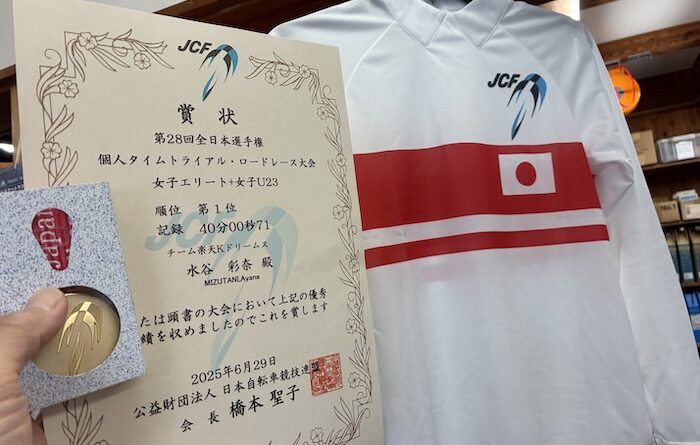 JCF
賞状
第28回全日本選手権
個人タイムトライアル・ロードレース大会
女子エリート+女子U23
順位 第1位
記録 40分00秒71
チーム楽天Kドリームス
水谷 彩奈 殿
MIZUTANI,Ayana
たは頭書の大会において上記の優秀
績を収めましたのでこれを賞します
2025年6月29日
公益財団法人 日本自転車競技連盟
会長 橋本 聖子
JCF
Japan
JCF